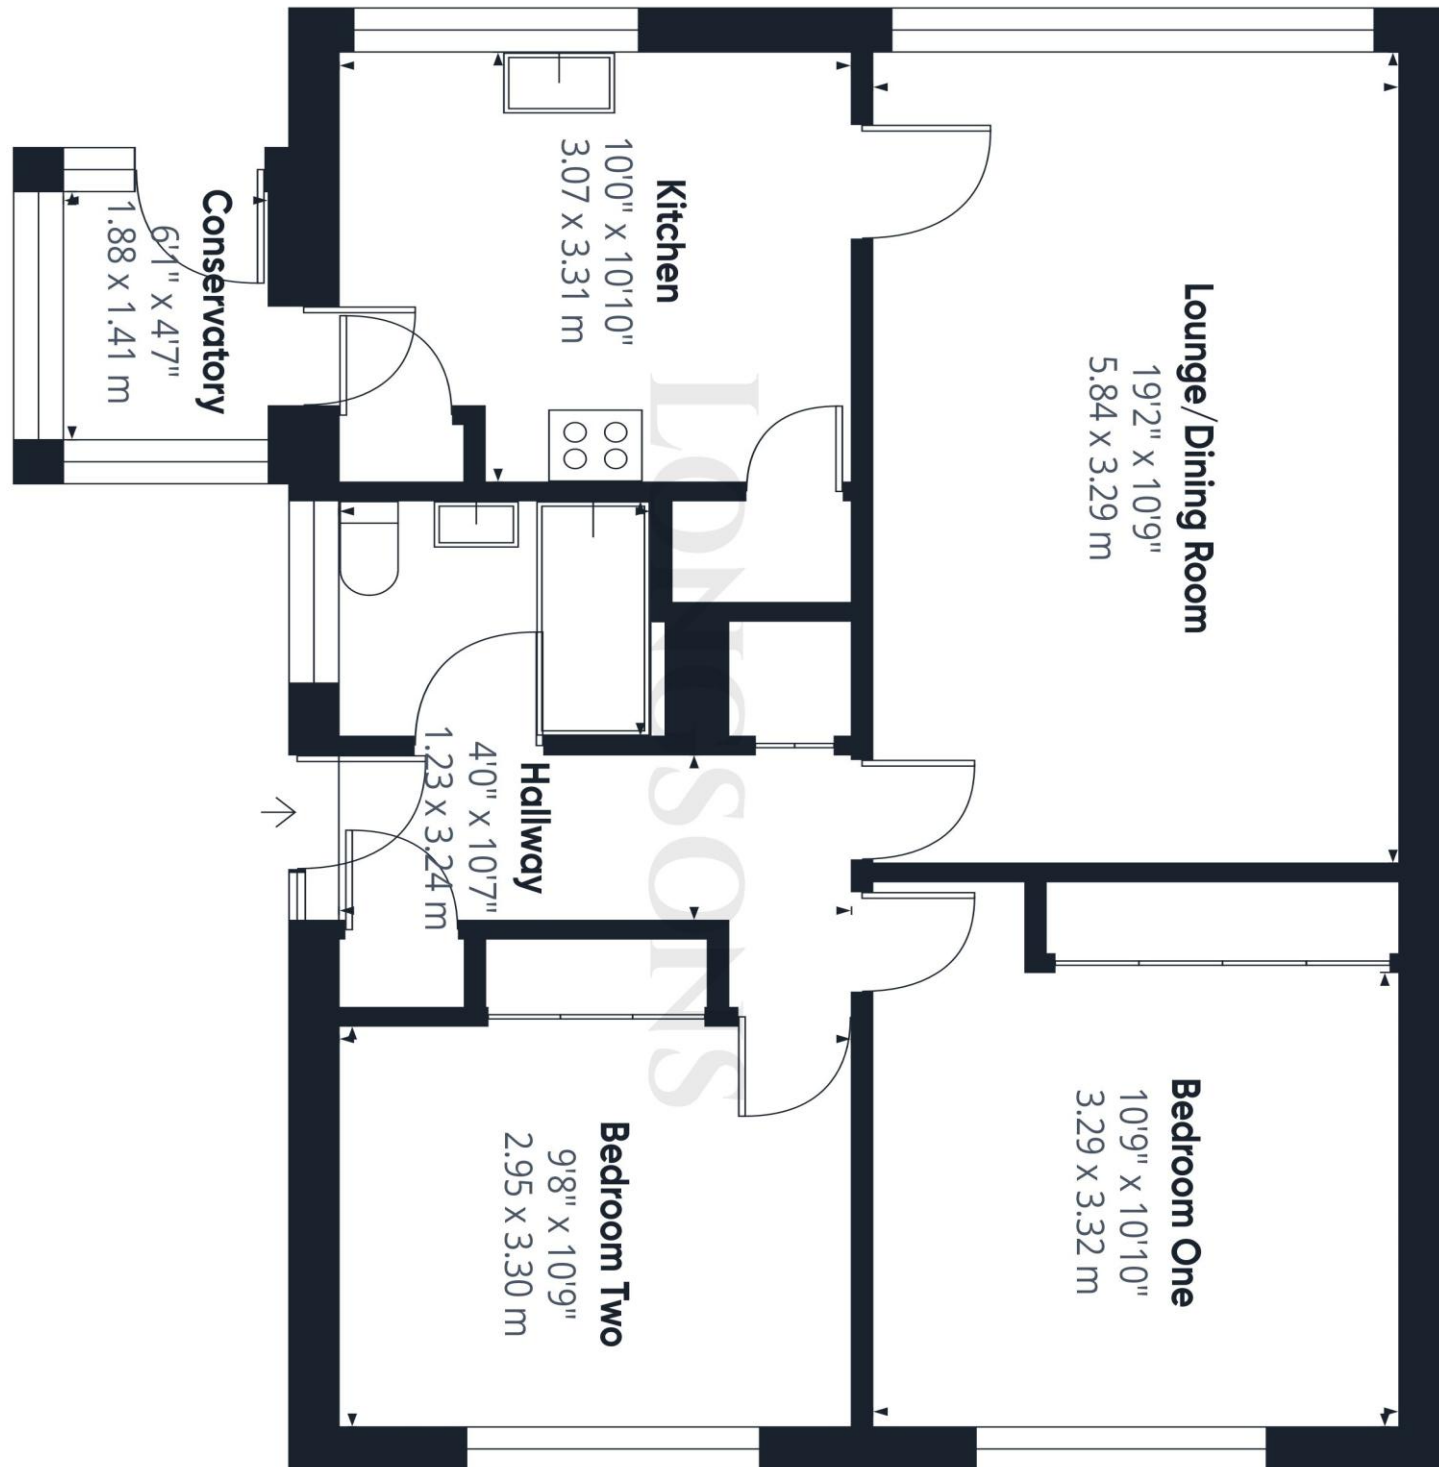 Lounge/Dining Room
19'2" x 10'9"
5.84 x 3.29 m
Bedroom One
10'9" x 10'10"
3.29 x 3.32 m
Kitchen
10'0" x 10'10"
3.07 x 3.31 m
Hallway
4'0" x 10'7"
1.23 x 3.24 m
Bedroom Two
9'8" x 10'9"
2.95 x 3.30 m
Conservatory
6'1" x 4'7"
1.88 x 1.41 m
LONGSONS